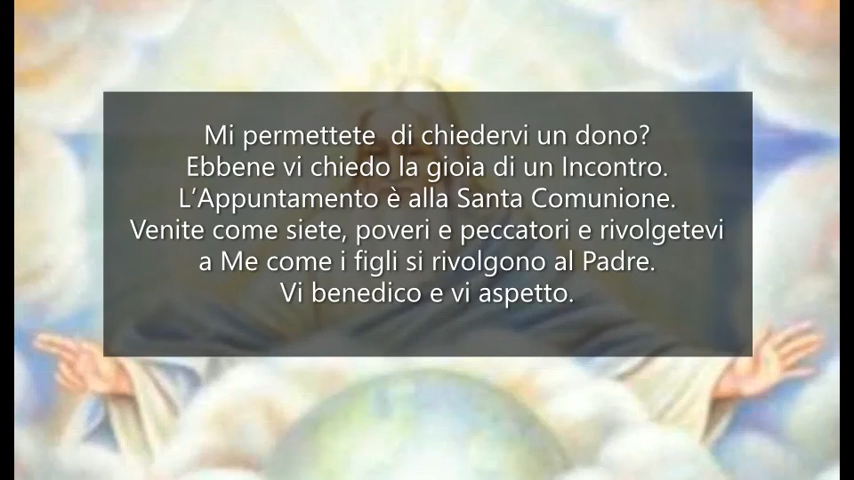 Mi permettete  di chiedervi un dono?
Ebbene vi chiedo la gioia di un Incontro.
L’Appuntamento è alla Santa Comunione.
Venite come siete, poveri e peccatori e rivolgetevi
a Me come i figli si rivolgono al Padre.
Vi benedico e vi aspetto.